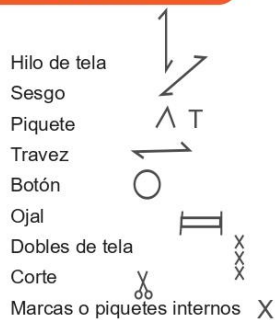 Hilo de tela
Sesgo
Piquete T
Travez
Botón
Ojal
Dobles de tela X
X
Corte X
Marcas o piquetes internos X